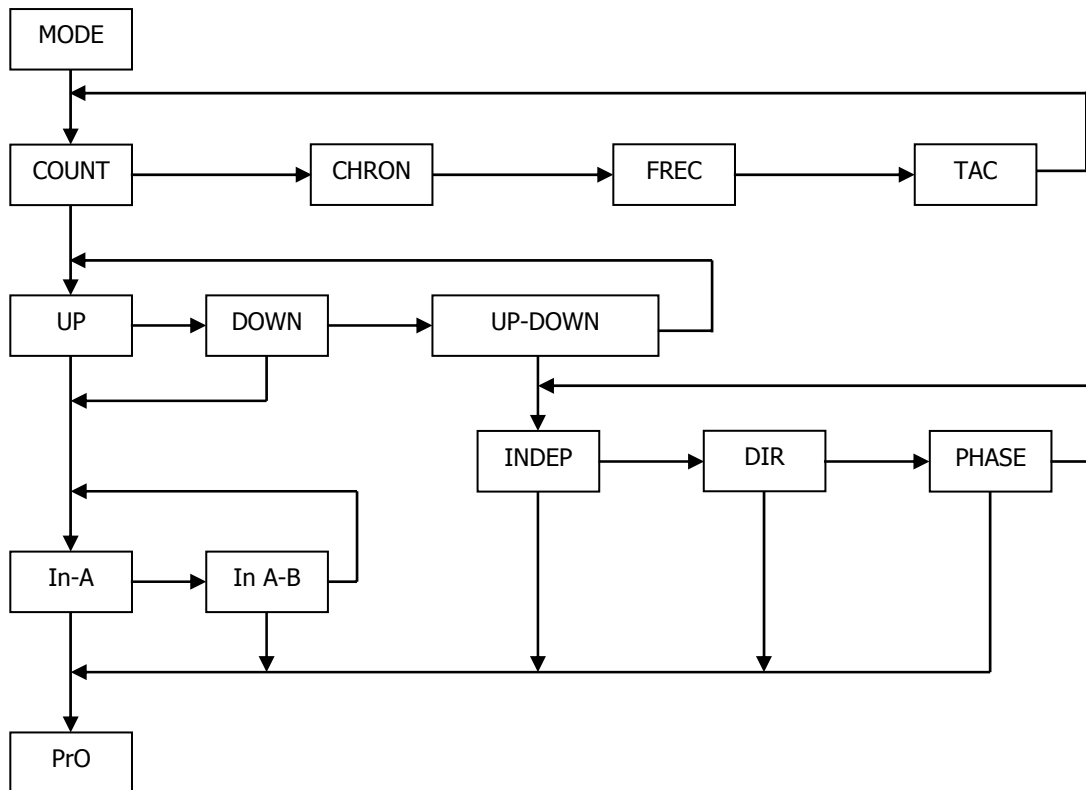 MODE
COUNT
CHRON
FREC
TAC
UP
DOWN
UP-DOWN
INDEP
DIR
PHASE
In-A
In A-B
PrO